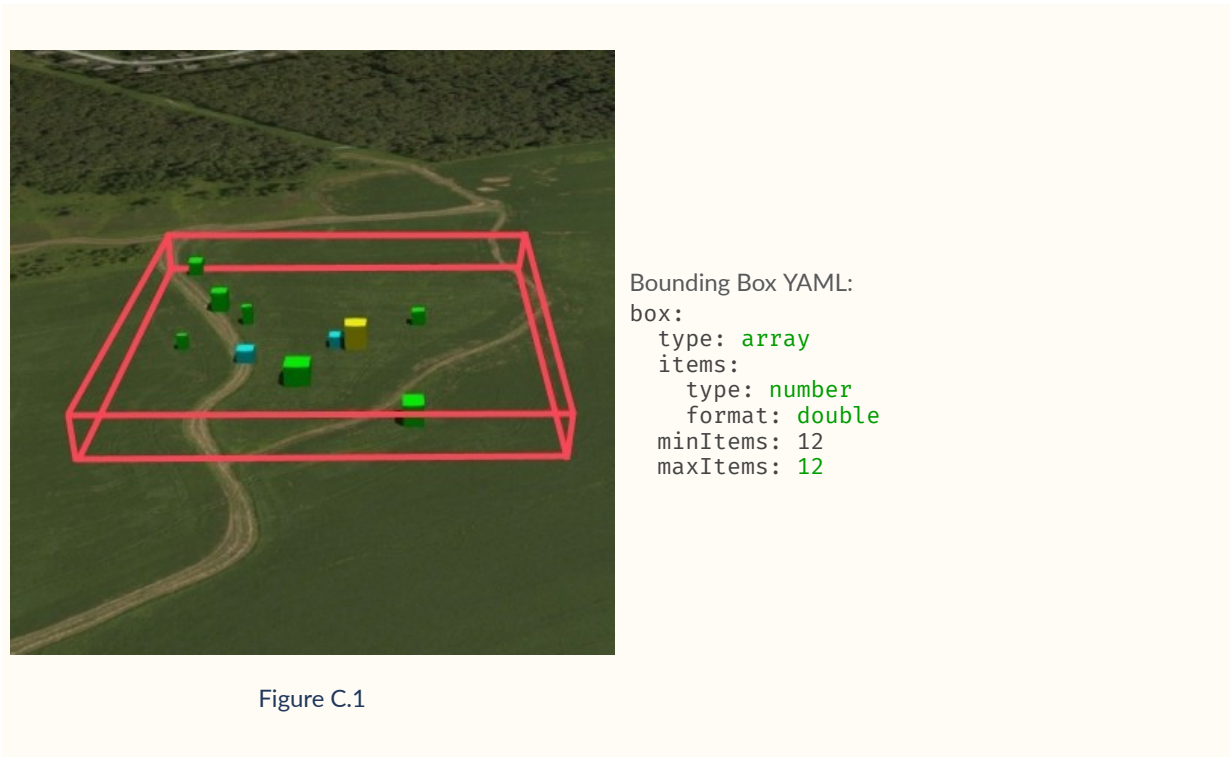 Bounding Box YAML:
box:
  type: array
  items:
    type: number
    format: double
  minItems: 12
  maxItems: 12
Figure C.1